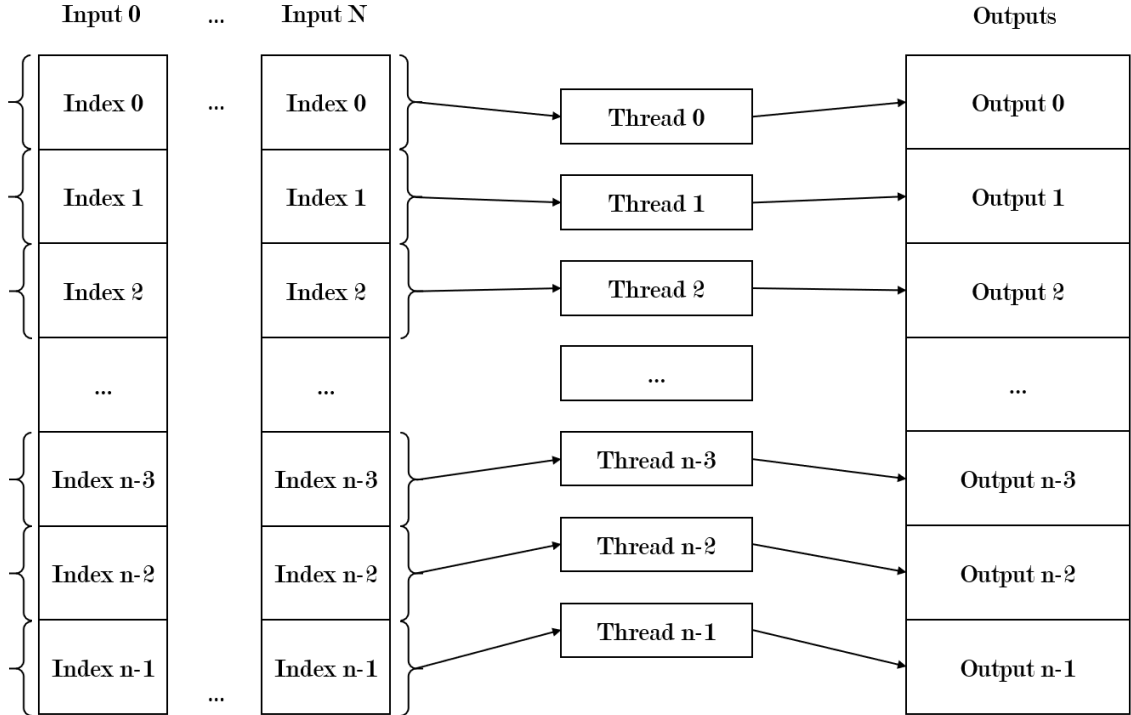 Input 0 ... Input N Outputs
Index 0 ... Index 0 Thread 0 Output 0
Index 1 Index 1 Thread 1 Output 1
Index 2 Index 2 Thread 2 Output 2
... ... ... ...
Index n-3 Index n-3 Thread n-3 Output n-3
Index n-2 Index n-2 Thread n-2 Output n-2
Index n-1 ... Index n-1 Thread n-1 Output n-1